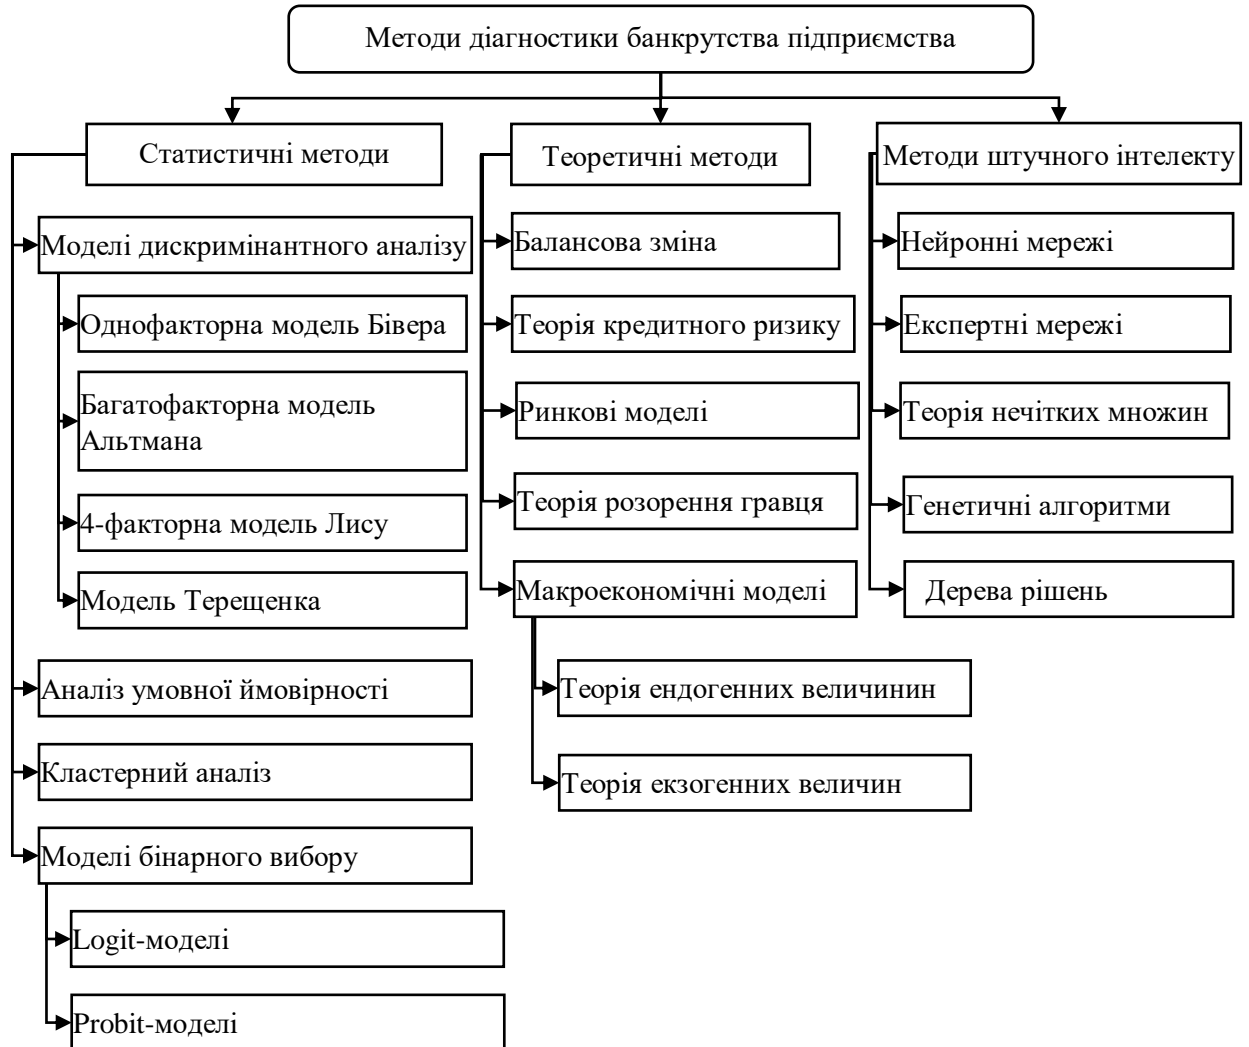 Методи діагностики банкрутства підприємства
Статистичні методи
Моделі дискримінантного аналізу
Однофакторна модель Бівера
Багатофакторна модель
Альтмана
4-факторна модель Лису
Модель Терещенка
Аналіз умовної ймовірності
Кластерний аналіз
Моделі бінарного вибору
Logit-моделі
Probit-моделі
Теоретичні методи
Балансова зміна
Теорія кредитного ризику
Ринкові моделі
Теорія розорення гравця
Макроекономічні моделі
Теорія ендогенних величинин
Теорія екзогенних величин
Методи штучного інтелекту
Нейронні мережі
Експертні мережі
Теорія нечітких множин
Генетичні алгоритми
Дерева рішень